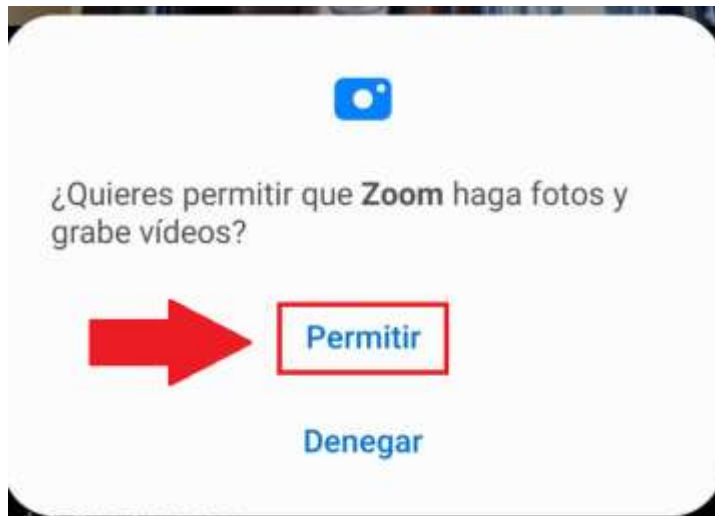 ¿Quieres permitir que Zoom haga fotos y
grabe vídeos?
Permitir
Denegar